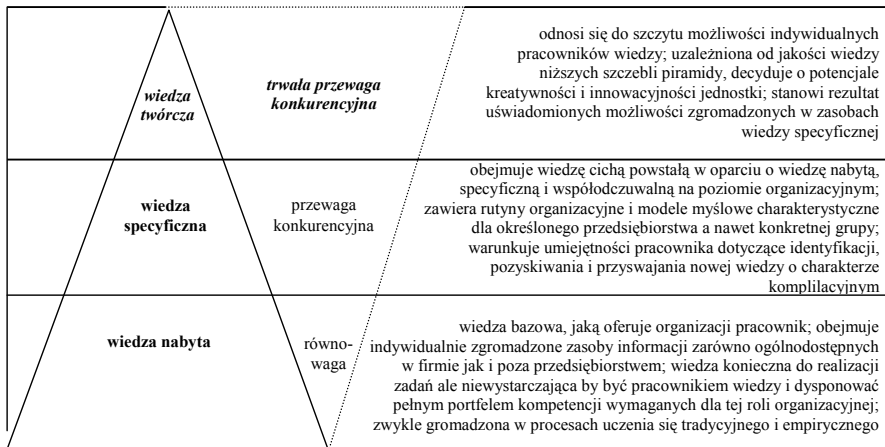 wiedza
twórcza
trwała przewaga
konkurencyjna
odnosi się do szczytu możliwości indywidualnych
pracowników wiedzy; uzależniona od jakości wiedzy
niższych szczebli piramidy, decyduje o potencjale
kreatywności i innowacyjności jednostki; stanowi rezultat
uświadomionych możliwości zgromadzonych w zasobach
wiedzy specyficznej
wiedza
specyficzna
przewaga
konkurencyjna
obejmuje wiedzę cichą powstałą w oparciu o wiedzę nabytą,
specyficzną i współodczuwalną na poziomie organizacyjnym;
zawiera rutyny organizacyjne i modele myślowe charakterystyczne
dla określonego przedsiębiorstwa a nawet konkretnej grupy;
warunkuje umiejętności pracownika dotyczące identyfikacji,
pozyskiwania i przyswajania nowej wiedzy o charakterze
komplilacyjnym
wiedza nabyta
równo-
waga
wiedza bazowa, jaką oferuje organizacji pracownik; obejmuje
indywidualnie zgromadzone zasoby informacji zarówno ogólnodostępnych
w firmie jak i poza przedsiębiorstwem; wiedza konieczna do realizacji
zadań ale niewystarczająca by być pracownikiem wiedzy i dysponować
pełnym portfelem kompetencji wymaganych dla tej roli organizacyjnej;
zwykle gromadzona w procesach uczenia się tradycyjnego i empirycznego